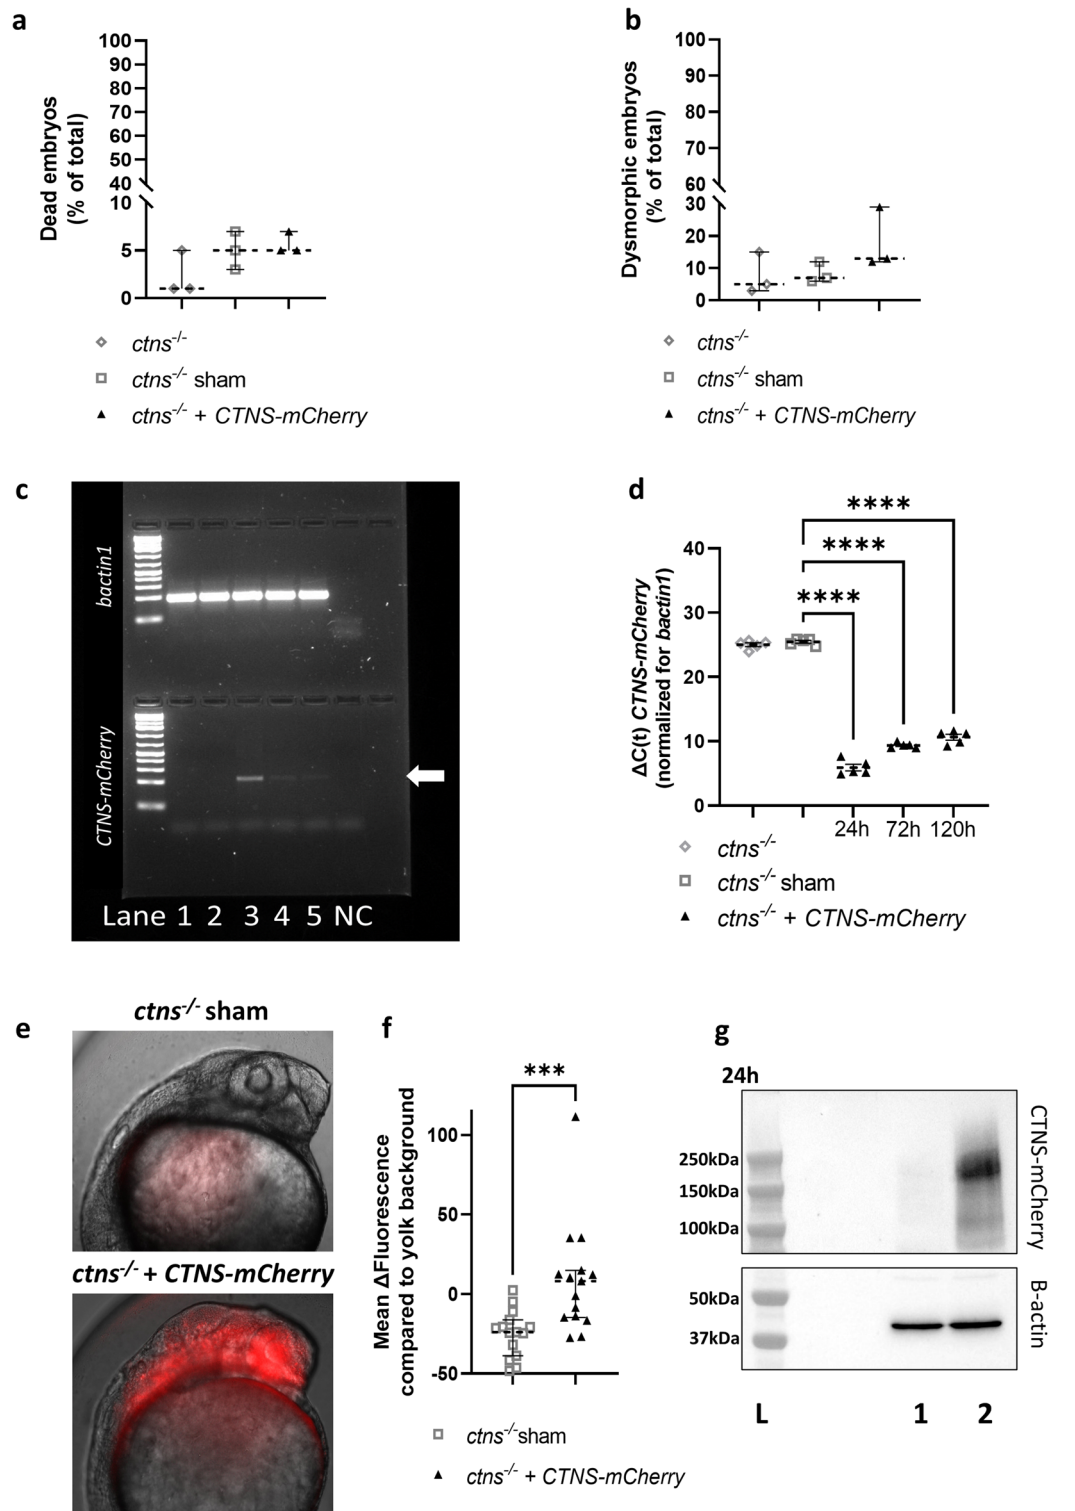 a
Dead embryos
(% of total)
100
90
80
70
60
50
40
10
5
0
ctns-/-
ctns-/- sham
ctns-/- + CTNS-mCherry
b
Dysmorphic embryos
(% of total)
100
90
80
70
60
30
20
10
0
ctns-/-
ctns-/- sham
ctns-/- + CTNS-mCherry
c
bactin1
CTNS-mCherry
Lane 1 2 3 4 5 NC
d
****
****
****
ΔC(t) CTNS-mCherry
(normalized for bactin1)
40
30
20
10
0
24h 72h 120h
ctns-/-
ctns-/- sham
ctns-/- + CTNS-mCherry
e
ctns-/- sham
ctns-/- + CTNS-mCherry
f
***
Mean ΔFluorescence
compared to yolk background
100
50
0
-50
ctns-/-sham
ctns-/- + CTNS-mCherry
g
24h
250kDa
150kDa
100kDa
CTNS-mCherry
50kDa
37kDa
B-actin
L 1 2